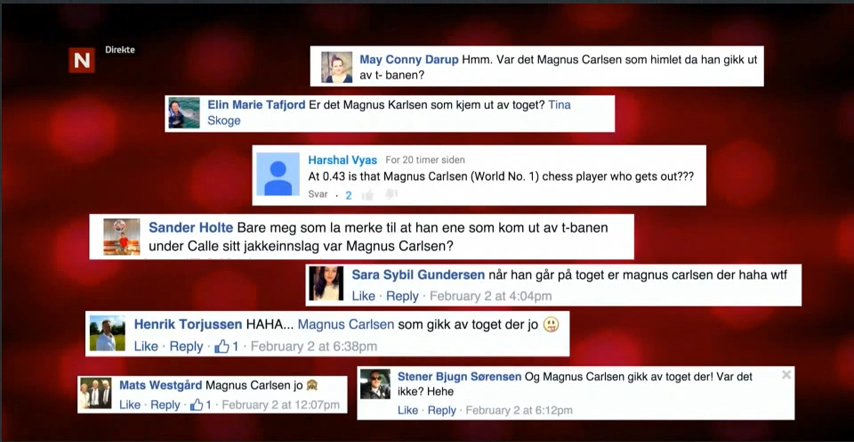 N
Direkte
May Conny Darup Hmm. Var det Magnus Carlsen som himlet da han gikk ut
av t- banen?
Elin Marie Tafjord Er det Magnus Karlsen som kjem ut av toget? Tina
Skoge
Harshal Vyas For 20 timer siden
At 0.43 is that Magnus Carlsen (World No. 1) chess player who gets out???
Svar · 2
Sander Holte Bare meg som la merke til at han ene som kom ut av t-banen
under Calle sitt jakkeinnslag var Magnus Carlsen?
Sara Sybil Gundersen når han går på toget er magnus carlsen der haha wtf
Like · Reply · February 2 at 4:04pm
Henrik Torjussen HAHA... Magnus Carlsen som gikk av toget der jo 😜
Like · Reply · 1 · February 2 at 6:38pm
Mats Westgård Magnus Carlsen jo 🙈
Like · Reply · 1 · February 2 at 12:07pm
Stener Bjugn Sørensen Og Magnus Carlsen gikk av toget der! Var det
ikke? Hehe
Like · Reply · February 2 at 6:12pm